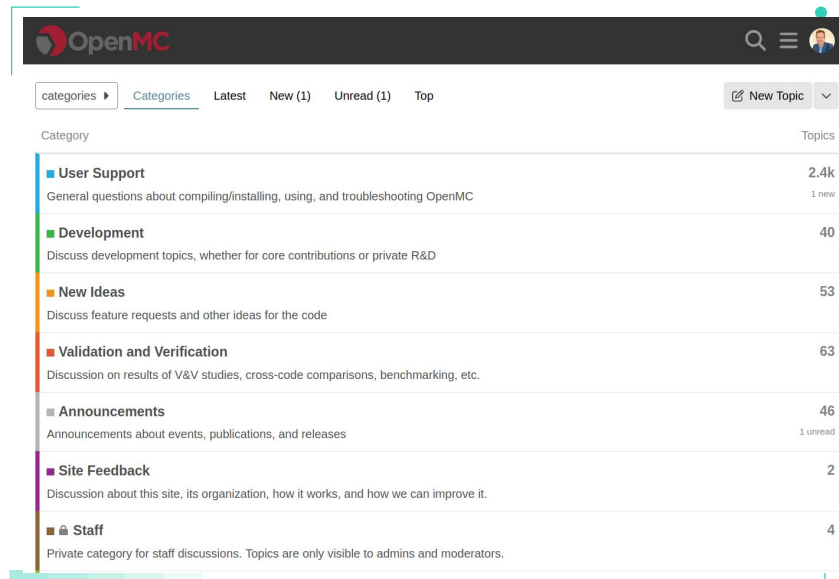 OpenMC
categories Categories Latest New (1) Unread (1) Top New Topic
Category Topics
User Support 2.4k
General questions about compiling/installing, using, and troubleshooting OpenMC 1 new
Development 40
Discuss development topics, whether for core contributions or private R&D
New Ideas 53
Discuss feature requests and other ideas for the code
Validation and Verification 63
Discussion on results of V&V studies, cross-code comparisons, benchmarking, etc.
Announcements 46
Announcements about events, publications, and releases 1 unread
Site Feedback 2
Discussion about this site, its organization, how it works, and how we can improve it.
Staff 4
Private category for staff discussions. Topics are only visible to admins and moderators.